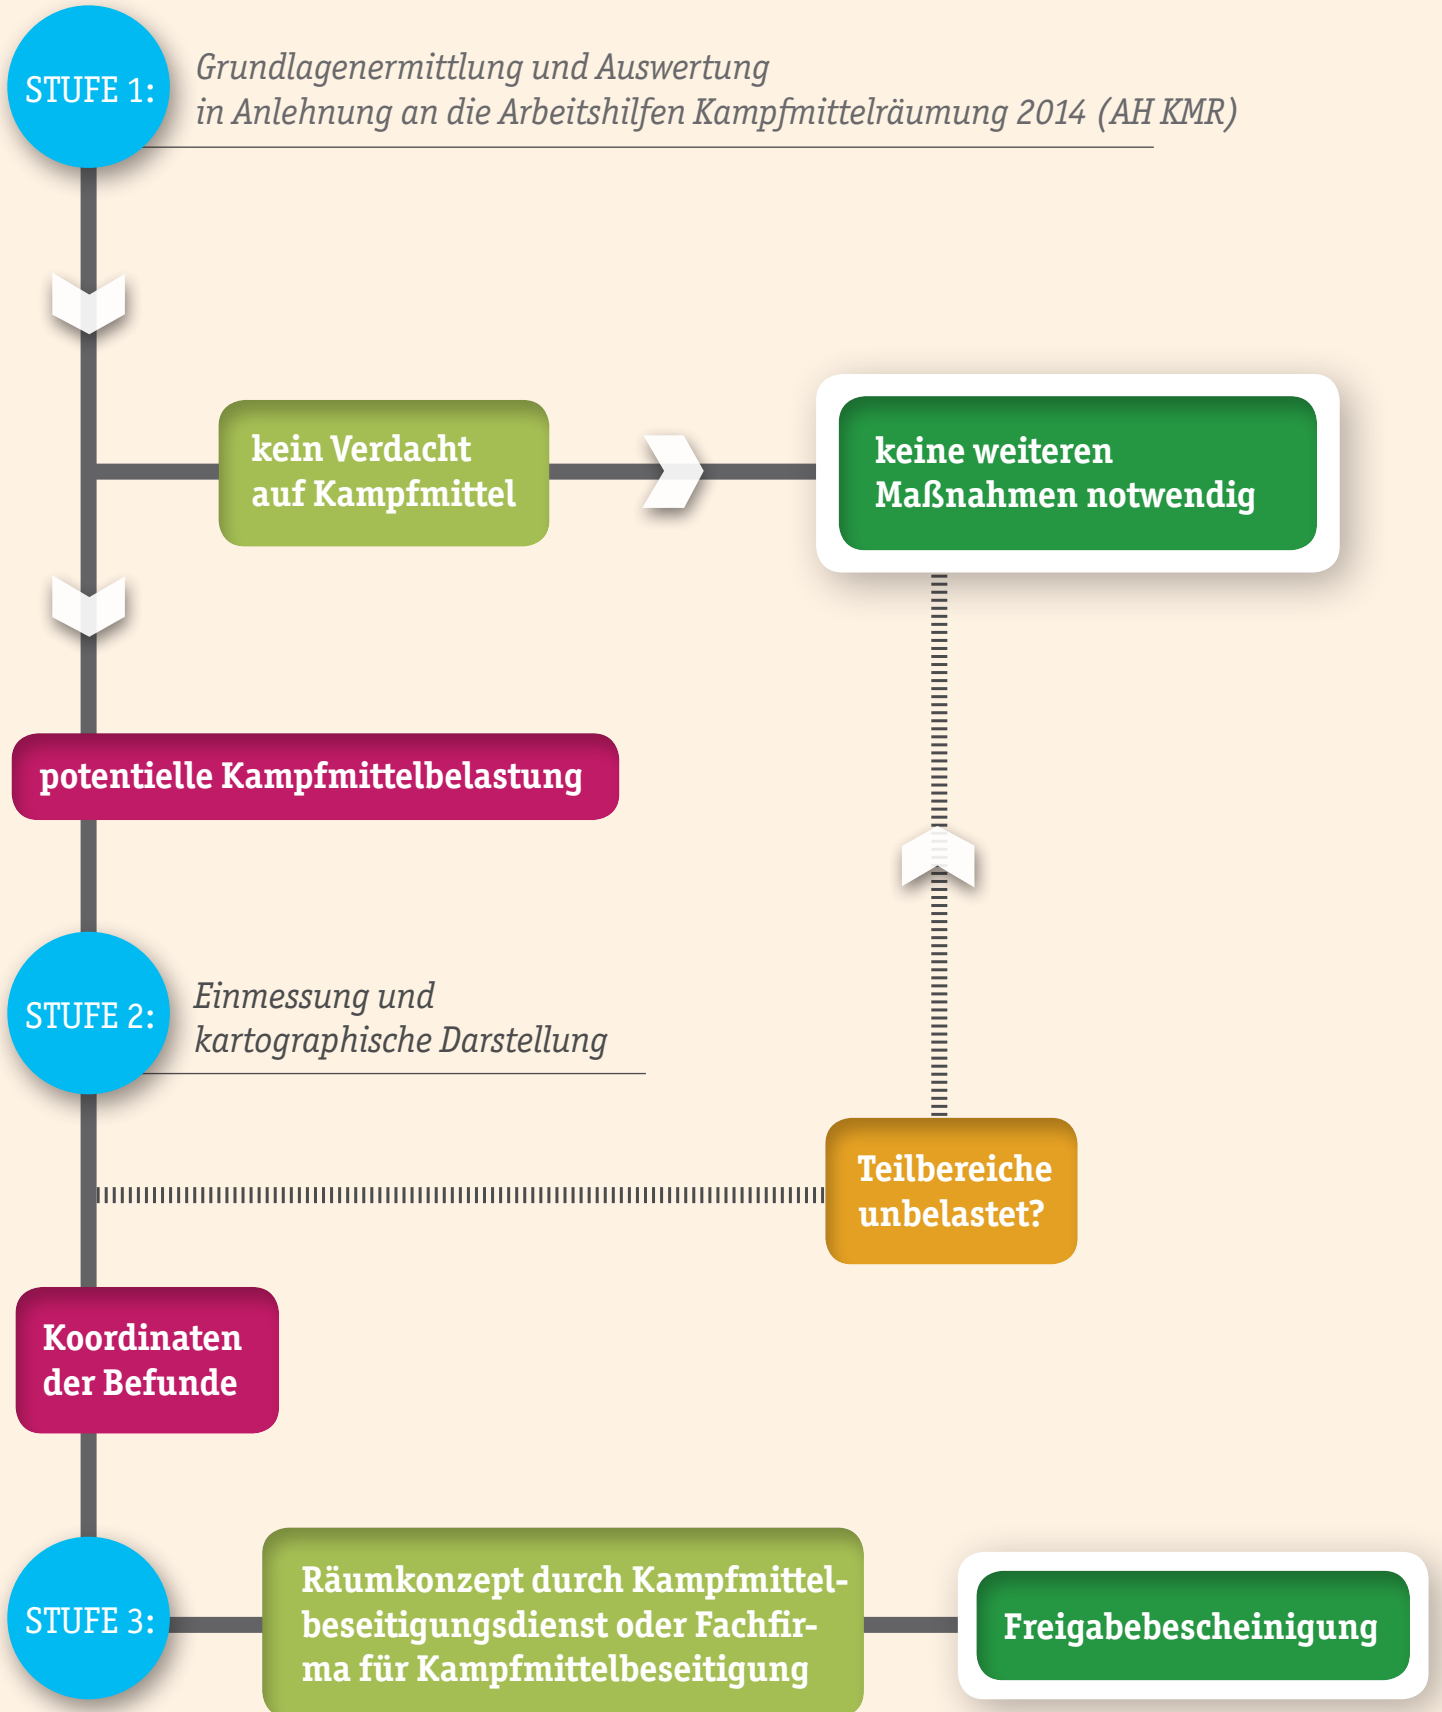 STUFE 1:
Grundlagenermittlung und Auswertung
in Anlehnung an die Arbeitshilfen Kampfmittelräumung 2014 (AH KMR)
kein Verdacht
auf Kampfmittel
keine weiteren
Maßnahmen notwendig
potentielle Kampfmittelbelastung
STUFE 2:
Einmessung und
kartographische Darstellung
Teilbereiche
unbelastet?
Koordinaten
der Befunde
STUFE 3:
Räumkonzept durch Kampfmittel-
beseitigungsdienst oder Fachfir-
ma für Kampfmittelbeseitigung
Freigabebescheinigung